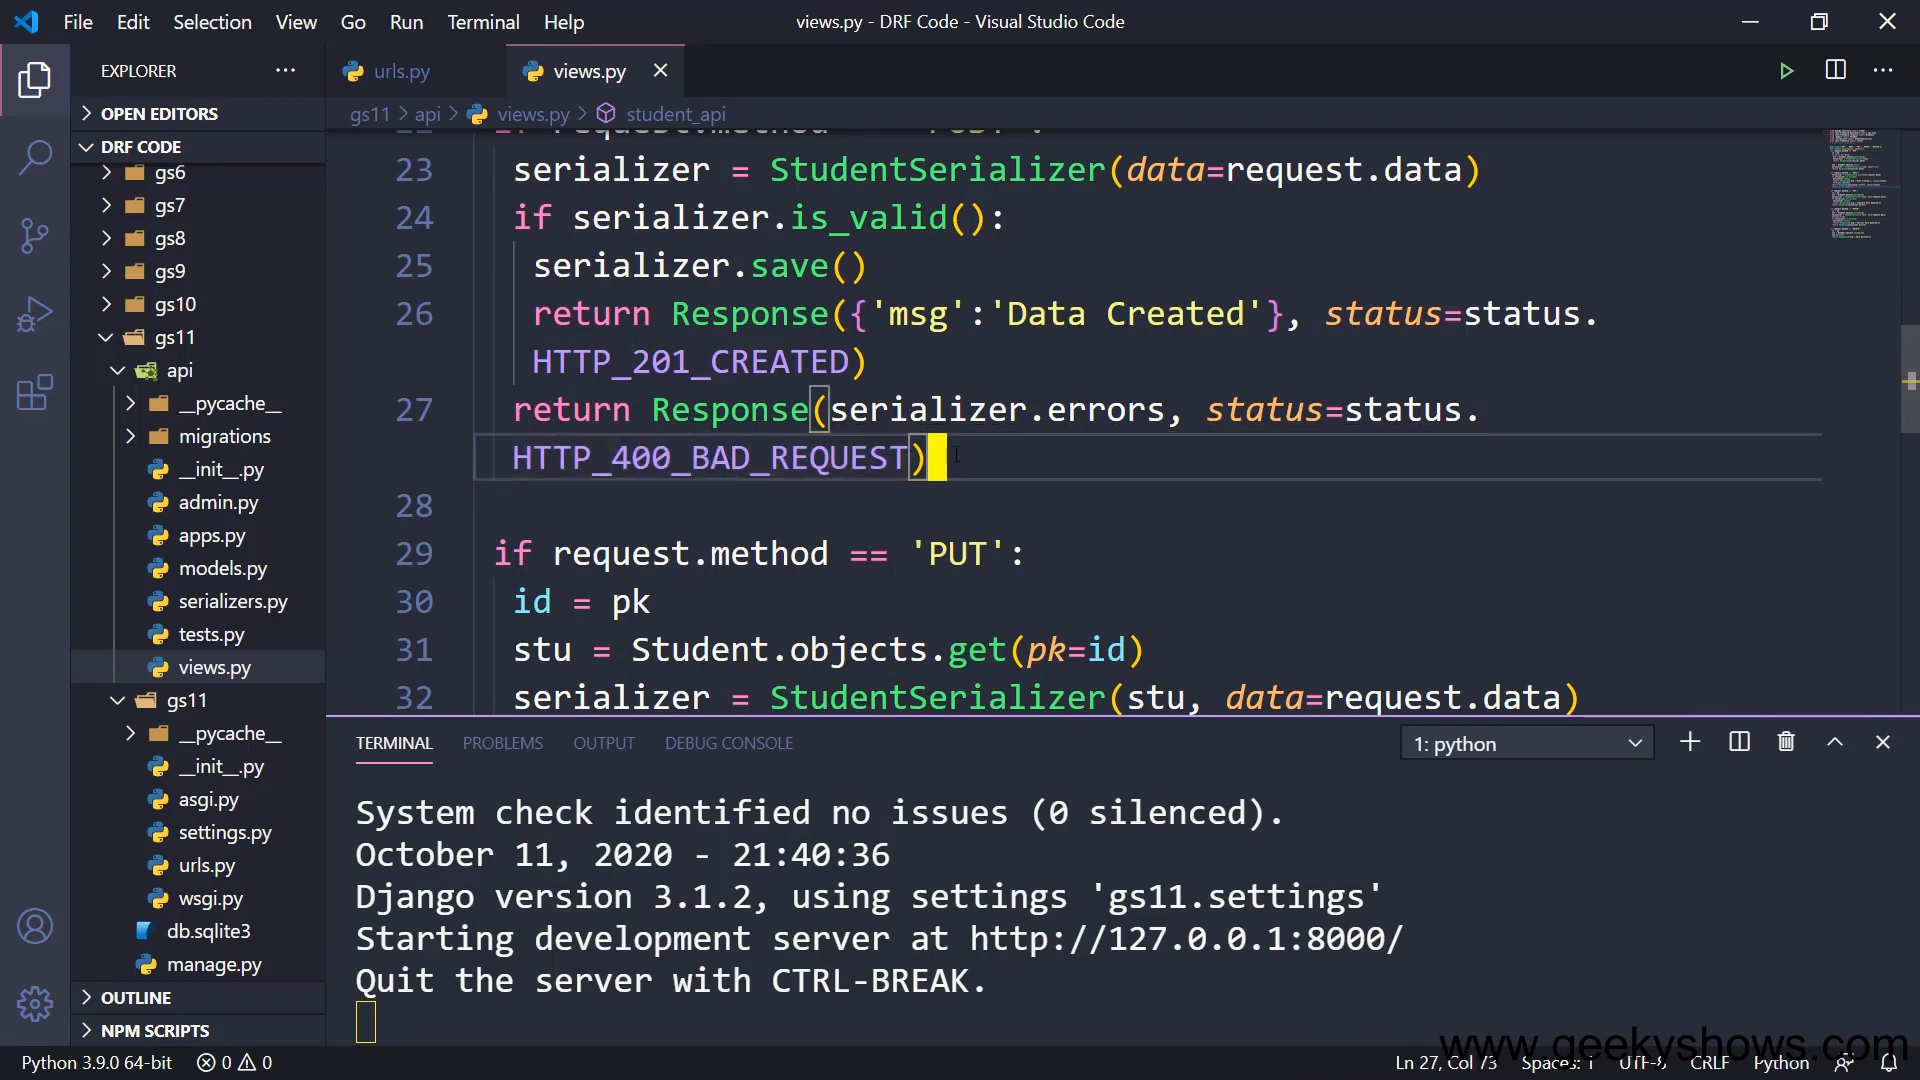 File Edit Selection View Go Run Terminal Help
views.py - DRF Code - Visual Studio Code
EXPLORER
OPEN EDITORS
DRF CODE
gs6
gs7
gs8
gs9
gs10
gs11
api
__pycache__
migrations
__init__.py
admin.py
apps.py
models.py
serializers.py
tests.py
views.py
gs11
__pycache__
__init__.py
asgi.py
settings.py
urls.py
wsgi.py
db.sqlite3
manage.py
OUTLINE
NPM SCRIPTS
urls.py
views.py
gs11 > api > views.py > student_api
23 serializer = StudentSerializer(data=request.data)
24 if serializer.is_valid():
25 serializer.save()
26 return Response({'msg':'Data Created'}, status=status.
HTTP_201_CREATED)
27 return Response(serializer.errors, status=status.
HTTP_400_BAD_REQUEST)
28
29 if request.method == 'PUT':
30 id = pk
31 stu = Student.objects.get(pk=id)
32 serializer = StudentSerializer(stu, data=request.data)
TERMINAL PROBLEMS OUTPUT DEBUG CONSOLE
1: python
System check identified no issues (0 silenced).
October 11, 2020 - 21:40:36
Django version 3.1.2, using settings 'gs11.settings'
Starting development server at http://127.0.0.1:8000/
Quit the server with CTRL-BREAK.
www.geekyshows.com
Python 3.9.0 64-bit 0 0
Ln 27, Col 73 Spaces: 1 UTF-8 CRLF Python